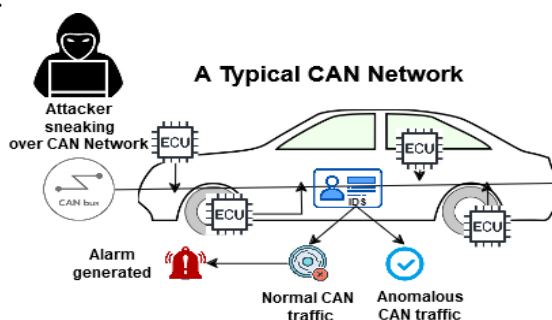 A Typical CAN Network
Attacker
sneaking
over CAN Network
ECU
ECU
CAN bus
IDS
ECU
ECU
Alarm
generated
Normal CAN
traffic
Anomalous
CAN traffic